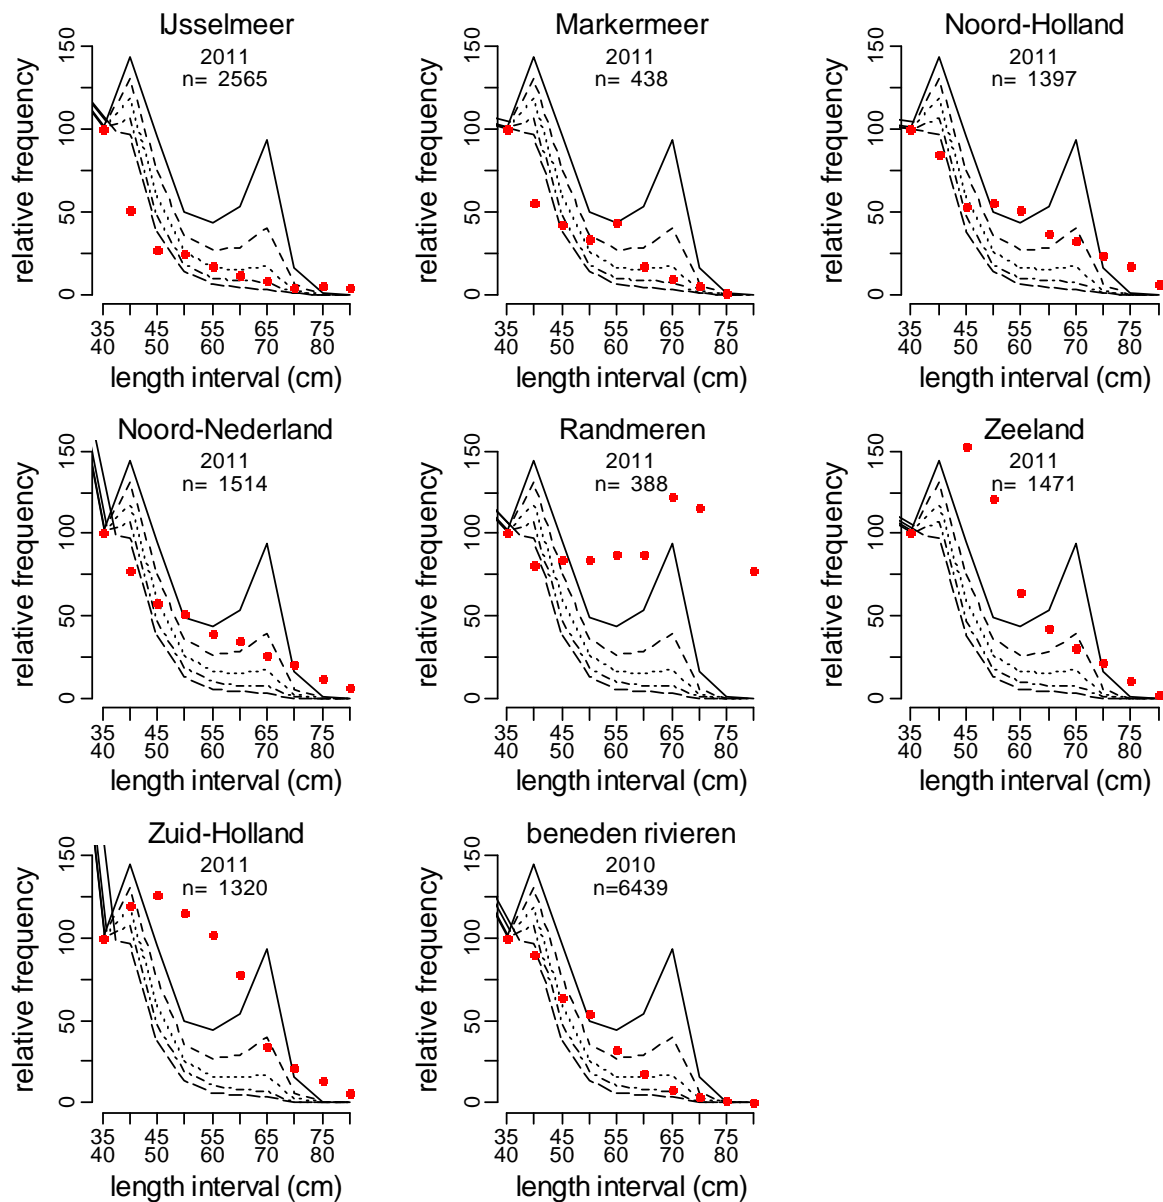 IJsselmeer
2011
n= 2565
relative frequency
0 50 100 150
35 45 55 65 75
40 50 60 70 80
length interval (cm)
Markermeer
2011
n= 438
relative frequency
0 50 100 150
35 45 55 65 75
40 50 60 70 80
length interval (cm)
Noord-Holland
2011
n= 1397
relative frequency
0 50 100 150
35 45 55 65 75
40 50 60 70 80
length interval (cm)
Noord-Nederland
2011
n= 1514
relative frequency
0 50 100 150
35 45 55 65 75
40 50 60 70 80
length interval (cm)
Randmeren
2011
n= 388
relative frequency
0 50 100 150
35 45 55 65 75
40 50 60 70 80
length interval (cm)
Zeeland
2011
n= 1471
relative frequency
0 50 100 150
35 45 55 65 75
40 50 60 70 80
length interval (cm)
Zuid-Holland
2011
n= 1320
relative frequency
0 50 100 150
35 45 55 65 75
40 50 60 70 80
length interval (cm)
beneden rivieren
2010
n=6439
relative frequency
0 50 100 150
35 45 55 65 75
40 50 60 70 80
length interval (cm)